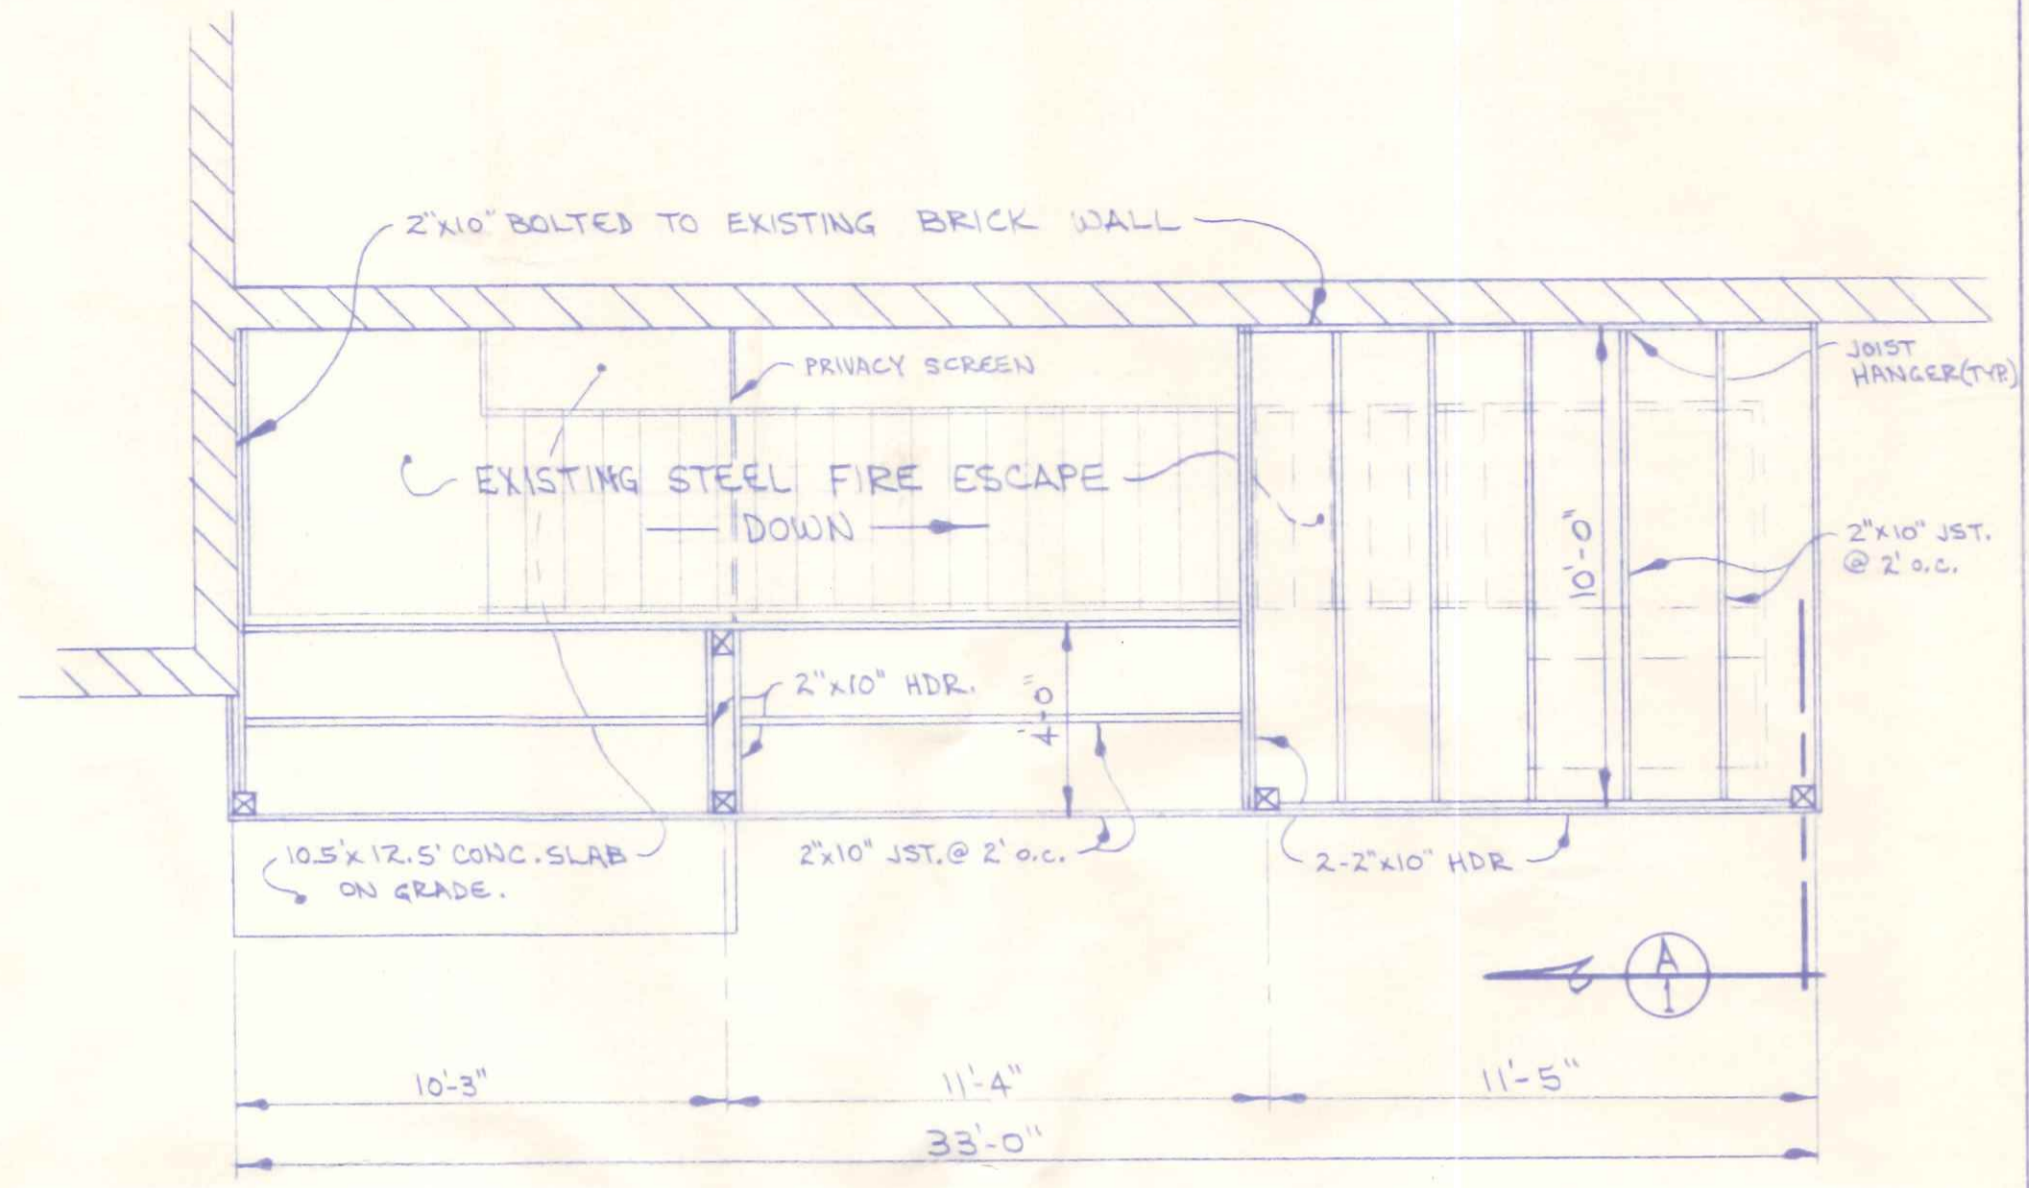 2"x10" BOLTED TO EXISTING BRICK WALL
PRIVACY SCREEN
JOIST
HANGER(TYP.)
EXISTING STEEL FIRE ESCAPE
DOWN
10'-0"
2"x10" JST.
@ 2' o.c.
2"x10" HDR.
4'-0"
10.5'x12.5' CONC. SLAB
ON GRADE.
2"x10" JST. @ 2' o.c.
2-2"x10" HDR
A
1
10'-3"
11'-4"
11'-5"
33'-0"